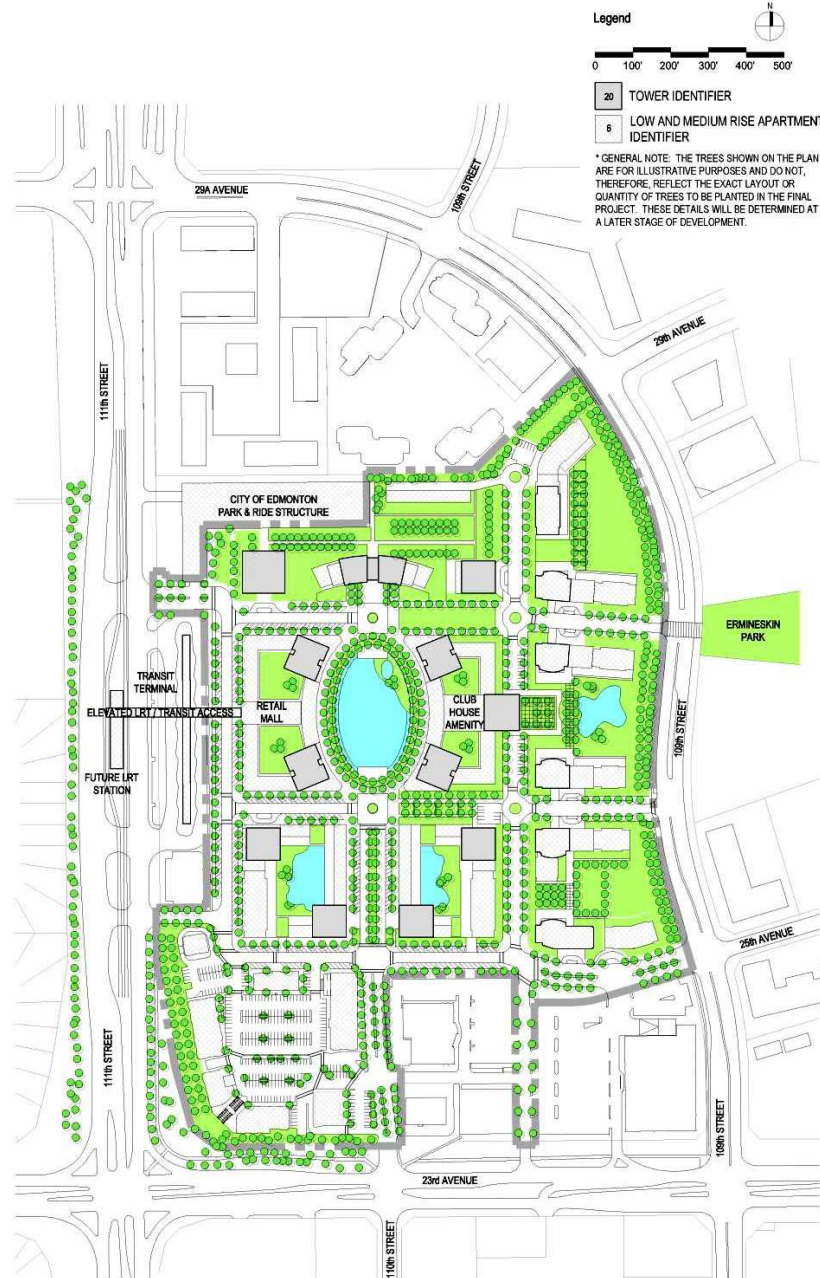 Legend
N
0 100' 200' 300' 400' 500'
20 TOWER IDENTIFIER
6 LOW AND MEDIUM RISE APARTMENT
IDENTIFIER
* GENERAL NOTE: THE TREES SHOWN ON THE PLAN
ARE FOR ILLUSTRATIVE PURPOSES AND DO NOT,
THEREFORE, REFLECT THE EXACT LAYOUT OR
QUANTITY OF TREES TO BE PLANTED IN THE FINAL
PROJECT. THESE DETAILS WILL BE DETERMINED AT
A LATER STAGE OF DEVELOPMENT.
29A AVENUE
109th STREET
29th AVENUE
111th STREET
CITY OF EDMONTON
PARK & RIDE STRUCTURE
ERMINESKIN
PARK
TRANSIT
TERMINAL
ELEVATED LRT / TRANSIT ACCESS
RETAIL
MALL
CLUB
HOUSE
AMENITY
109th STREET
FUTURE LRT
STATION
25th AVENUE
111th STREET
109th STREET
23rd AVENUE
110th STREET